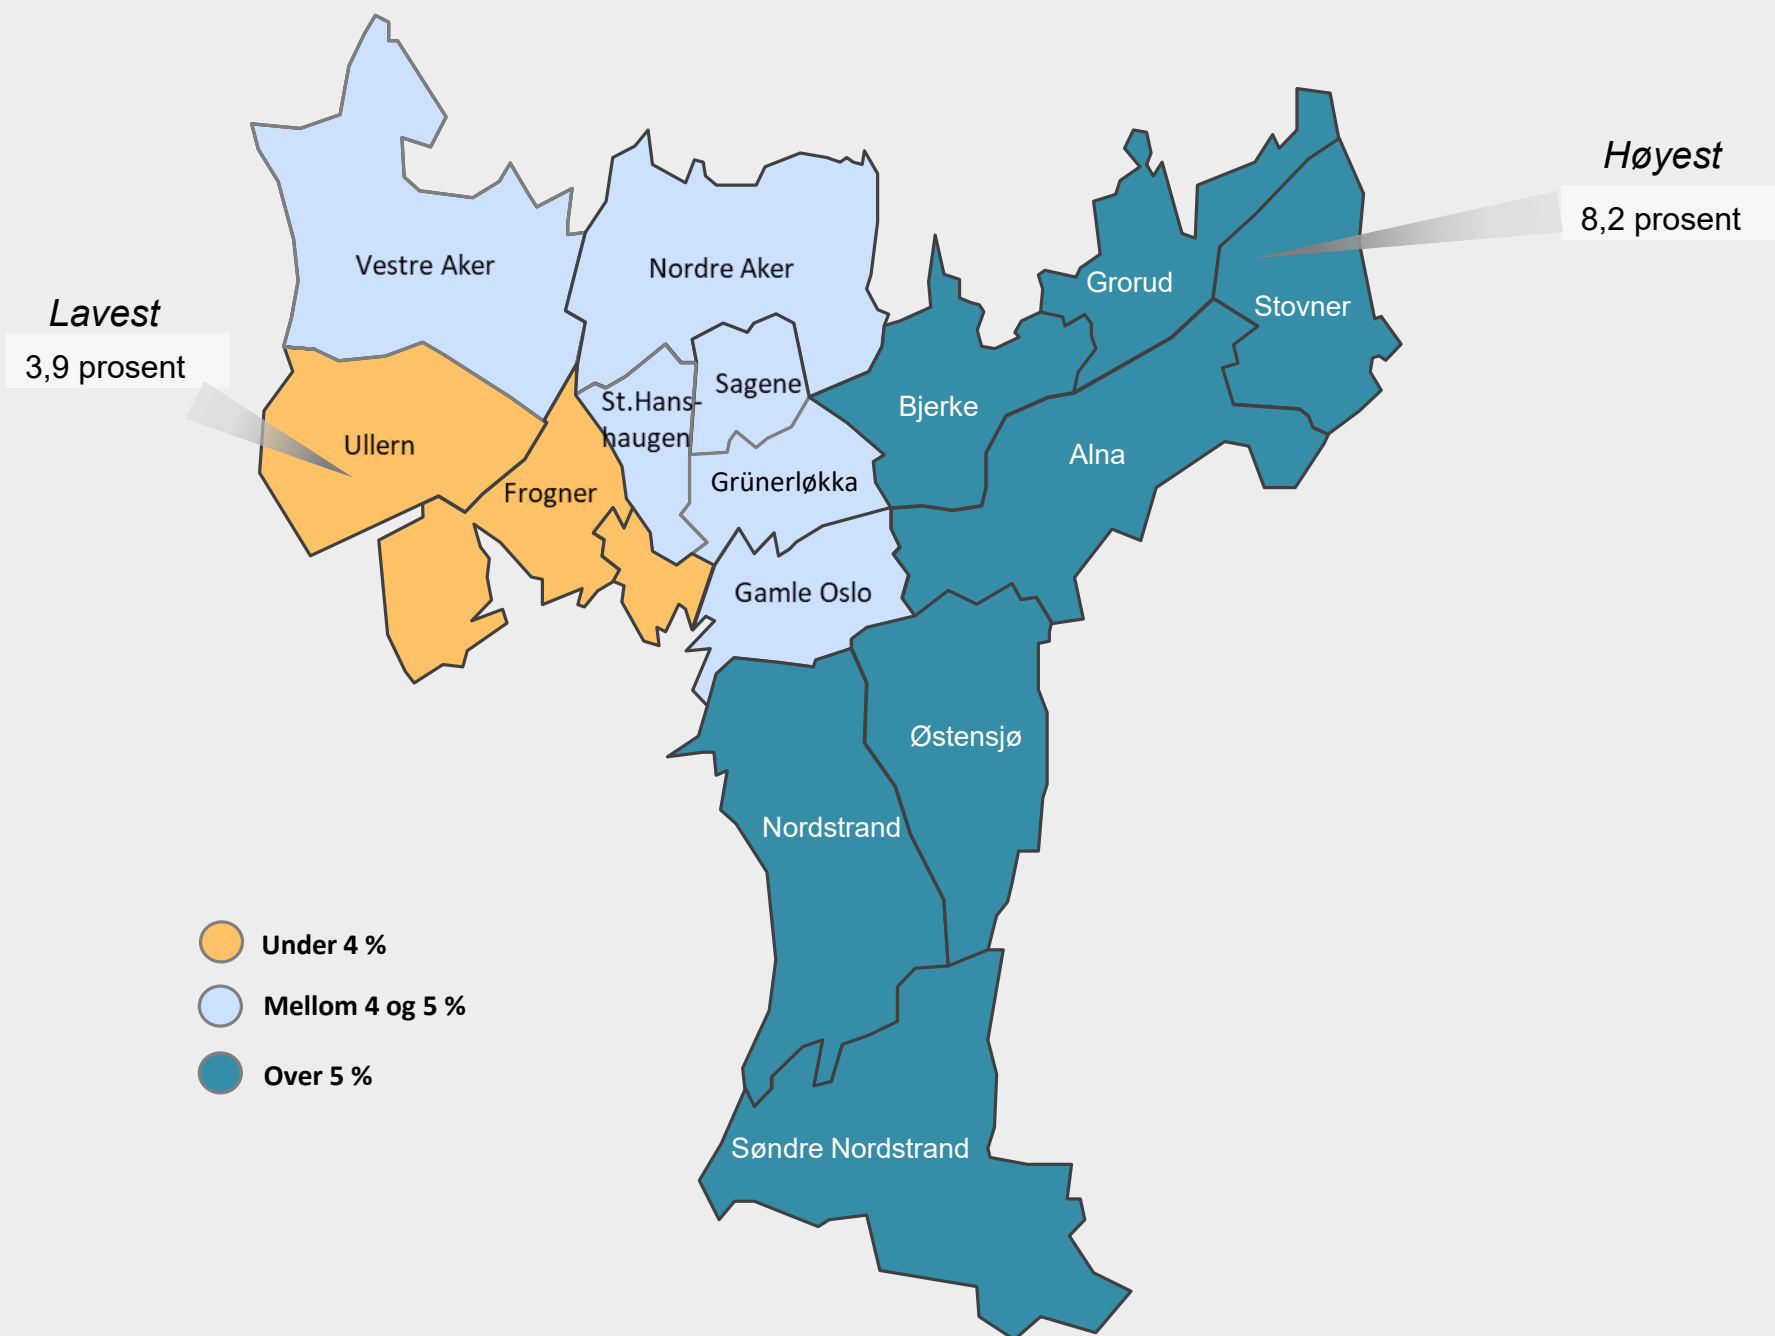 Høyest
8,2 prosent
Vestre Aker
Nordre Aker
Grorud
Stovner
Lavest
3,9 prosent
Sagene
St.Hans-
haugen
Bjerke
Ullern
Alna
Frogner
Grünerløkka
Gamle Oslo
Østensjø
Nordstrand
Under 4 %
Mellom 4 og 5 %
Over 5 %
Søndre Nordstrand